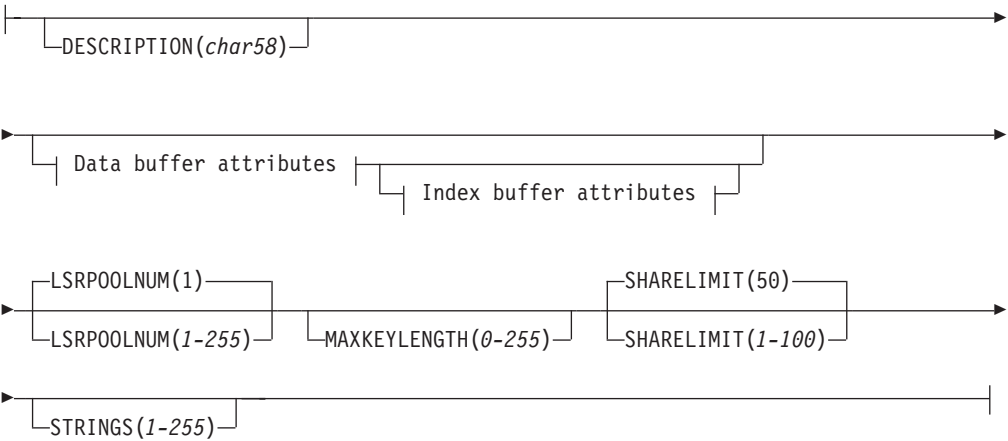 DESCRIPTION(char58)
Data buffer attributes
Index buffer attributes
LSRPOOLNUM(1) SHARELIMIT(50)
LSRPOOLNUM(1-255) MAXKEYLENGTH(0-255) SHARELIMIT(1-100)
STRINGS(1-255)